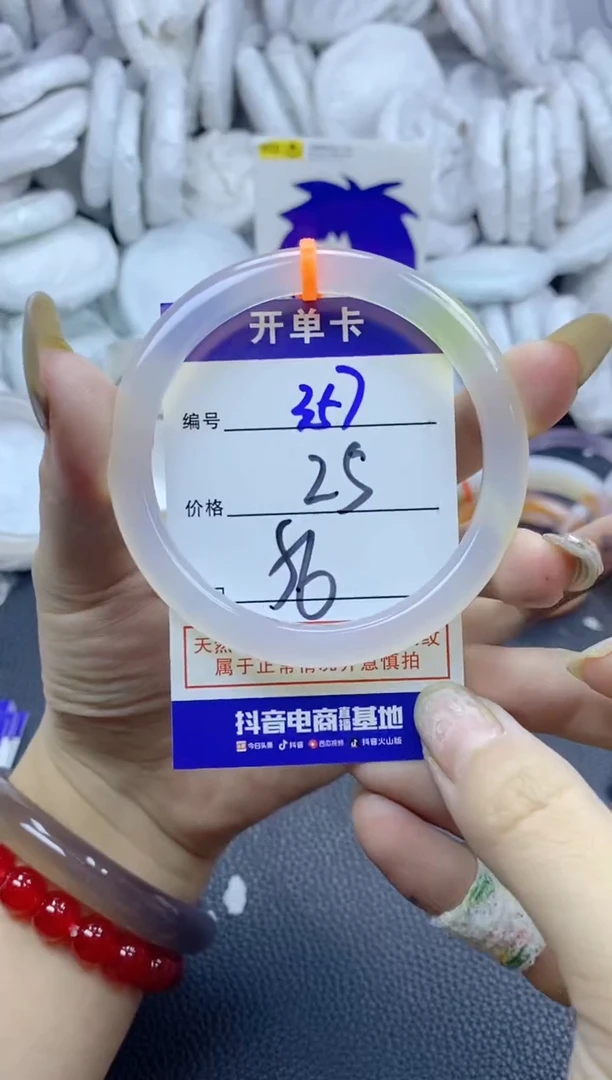 开单卡
编号 357
价格 25
56
天然
属于正常情况介意慎拍
抖音电商直播基地
今日头条 抖音 西瓜视频 抖音火山版